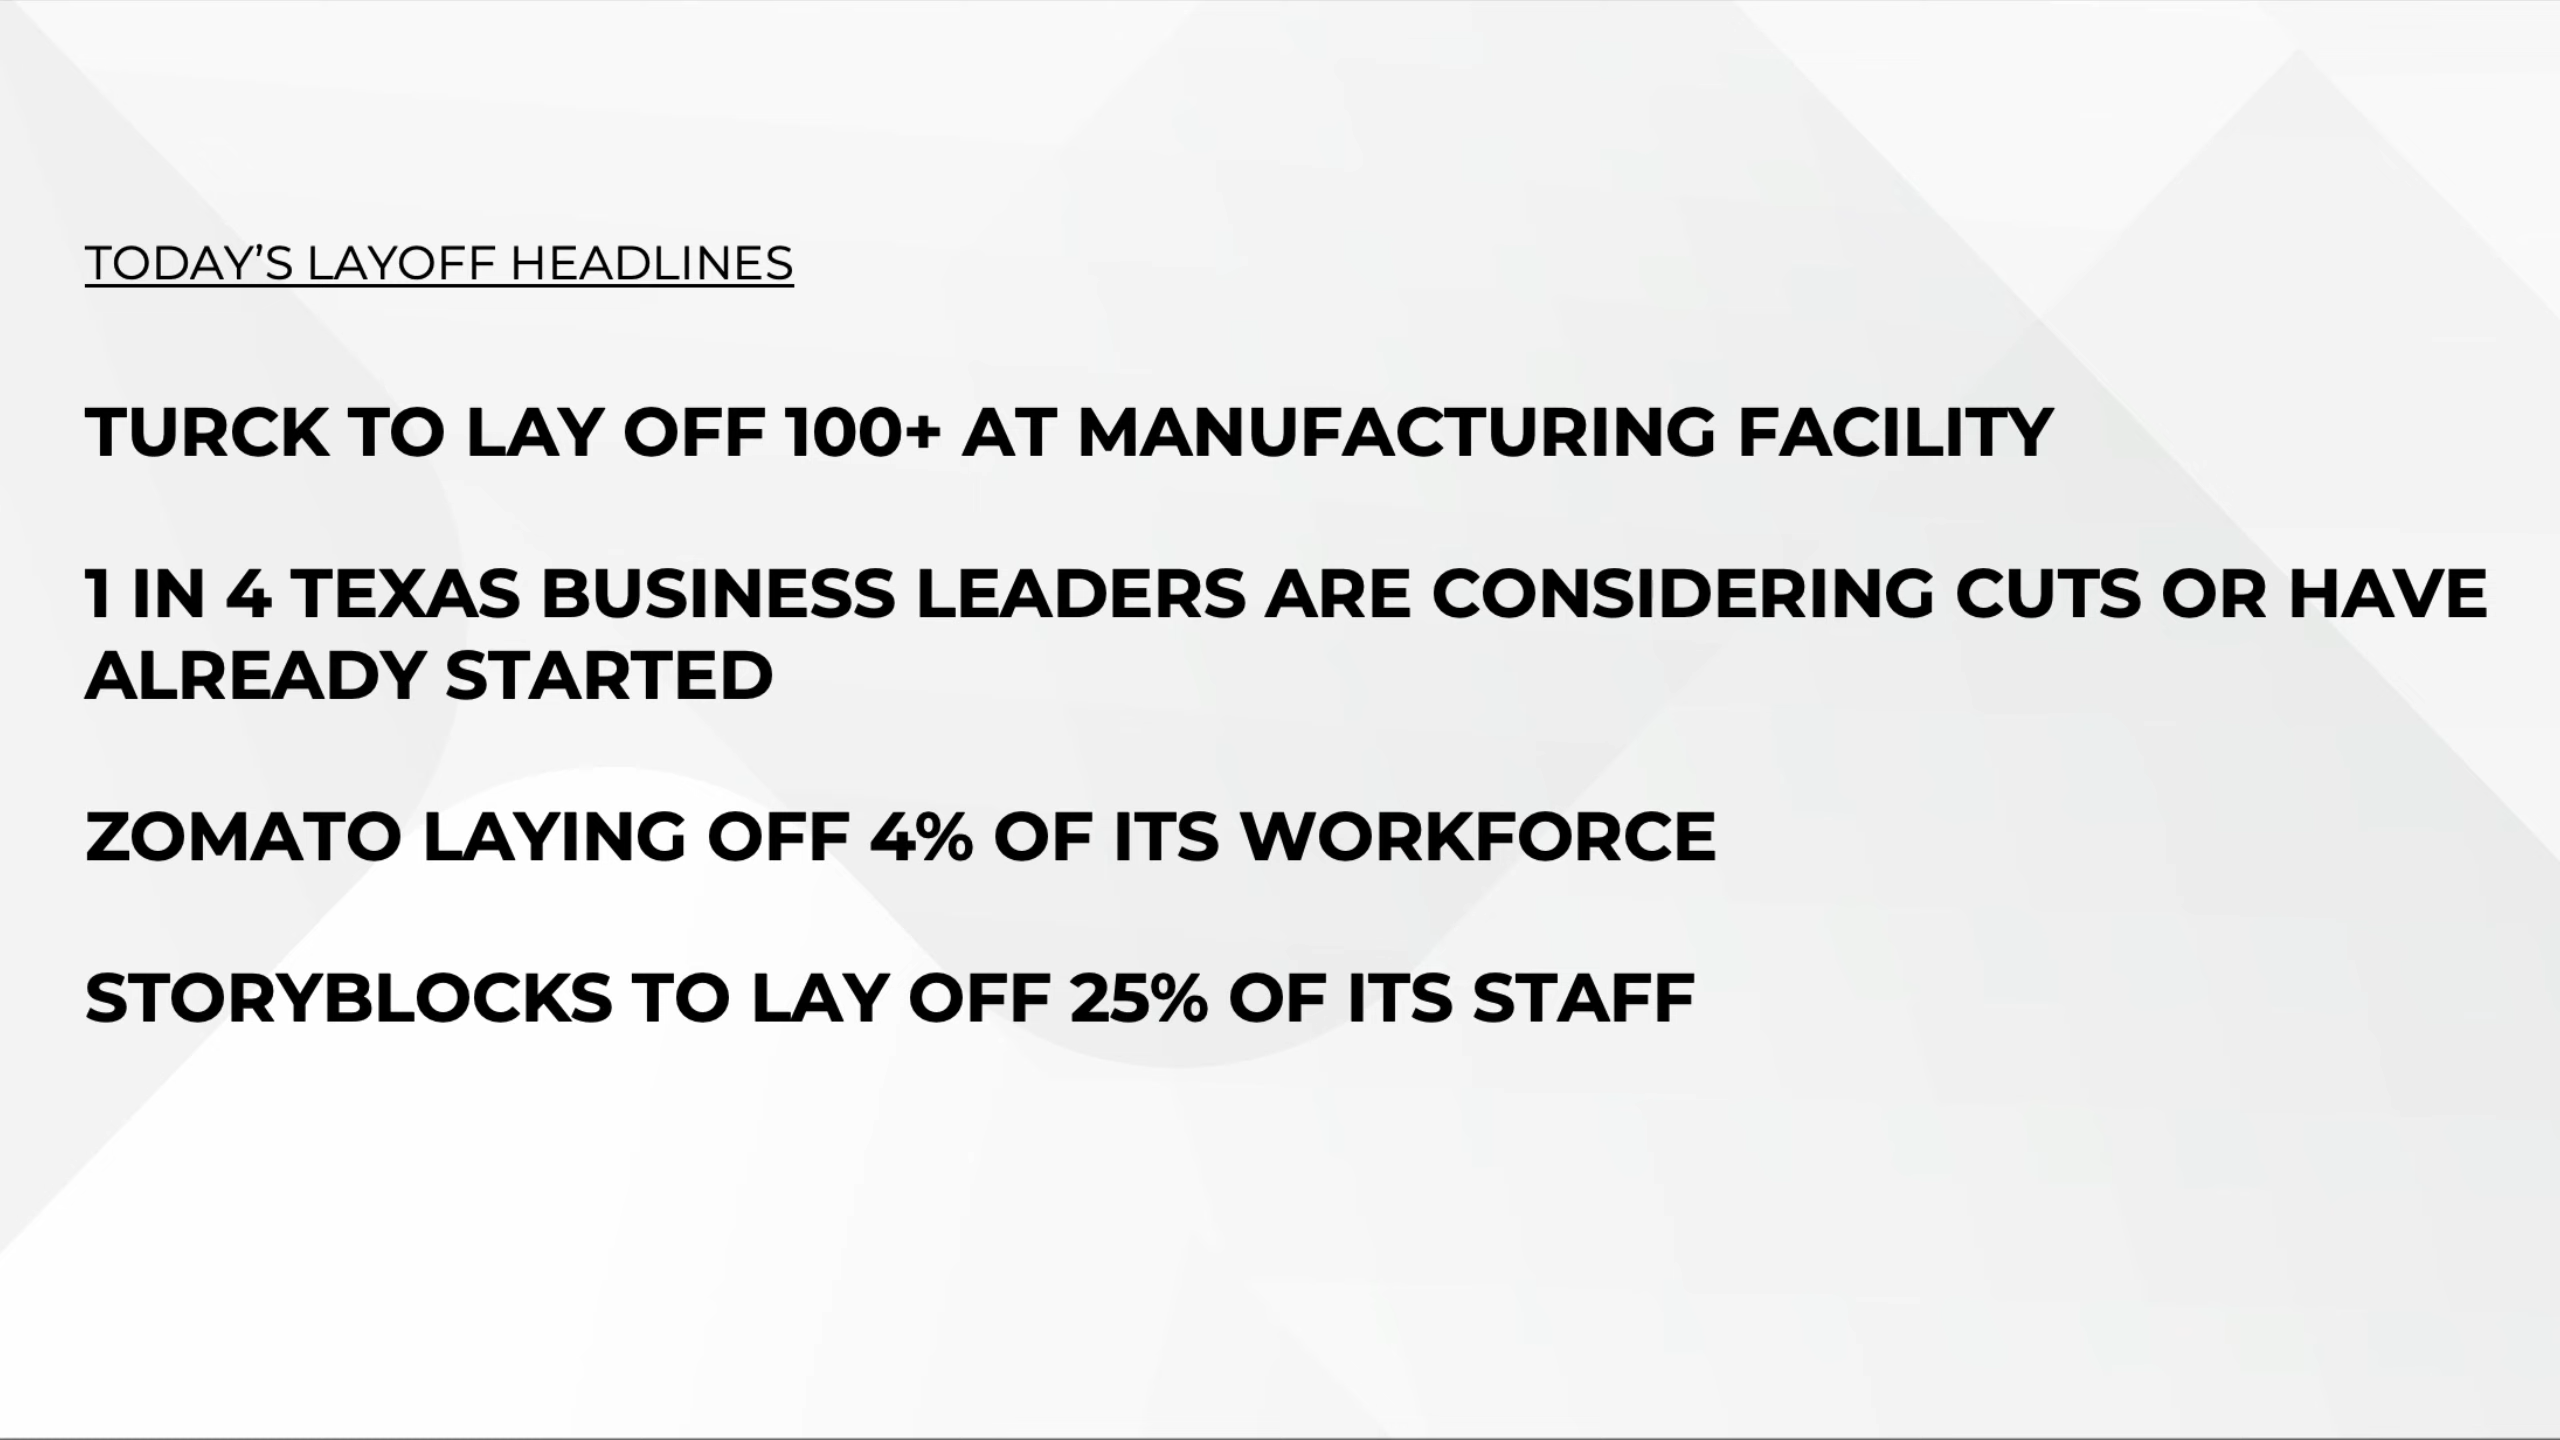 TODAY’S LAYOFF HEADLINES
TURCK TO LAY OFF 100+ AT MANUFACTURING FACILITY
1 IN 4 TEXAS BUSINESS LEADERS ARE CONSIDERING CUTS OR HAVE
ALREADY STARTED
ZOMATO LAYING OFF 4% OF ITS WORKFORCE
STORYBLOCKS TO LAY OFF 25% OF ITS STAFF